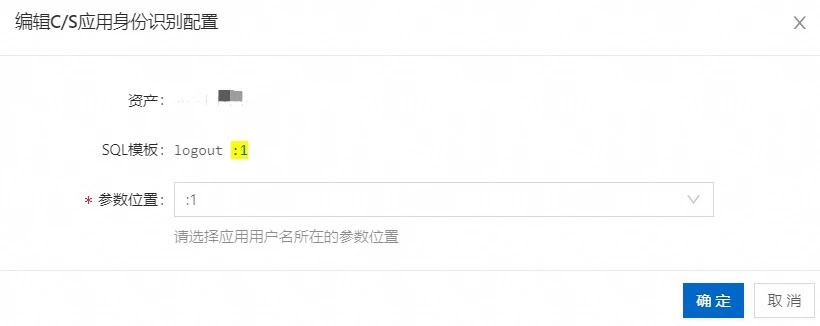 编辑C/S应用身份识别配置
资产：
SQL模板：logout :1
* 参数位置：:1
请选择应用用户名所在的参数位置
确 定 取 消